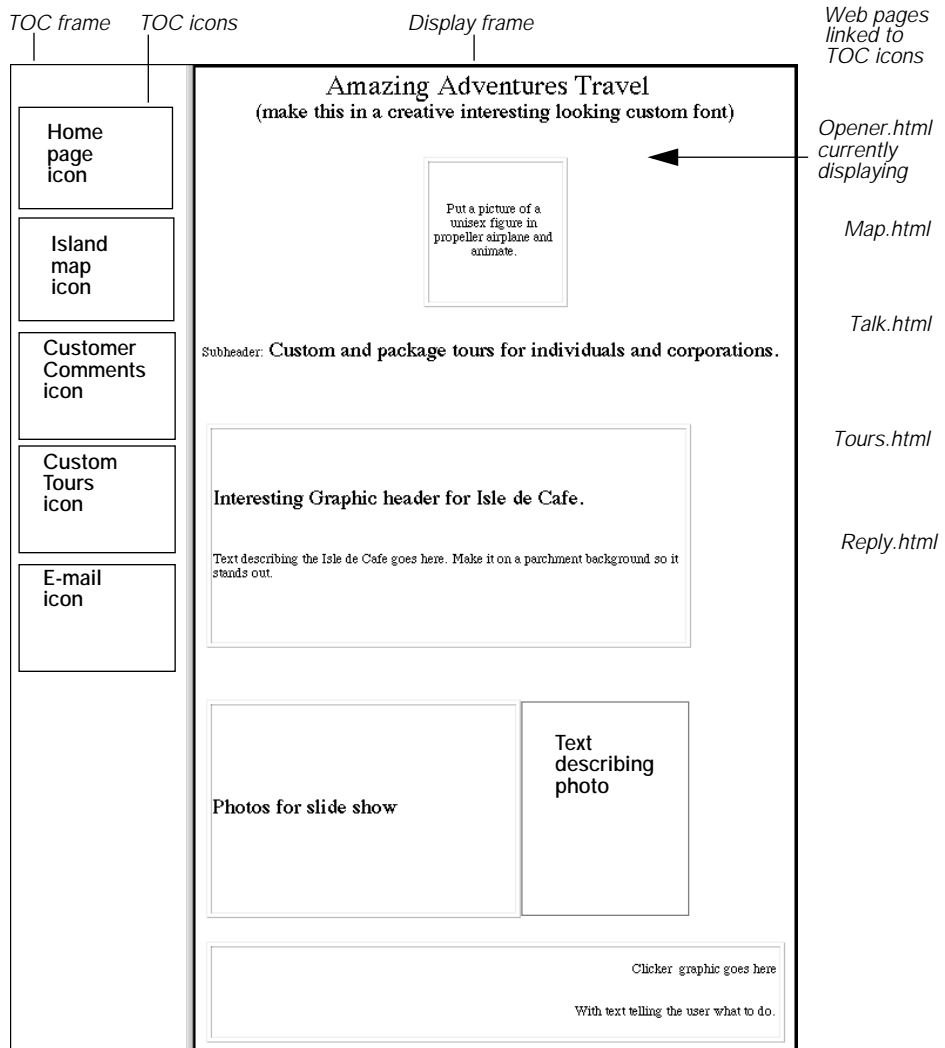 TOC frame
TOC icons
Display frame
Web pages
linked to
TOC icons
Home
page
icon
Island
map
icon
Customer
Comments
icon
Custom
Tours
icon
E-mail
icon
Amazing Adventures Travel
(make this in a creative interesting looking custom font)
Put a picture of a
unisex figure in
propeller airplane and
animate.
Subheader: Custom and package tours for individuals and corporations.
Interesting Graphic header for Isle de Cafe.
Text describing the Isle de Cafe goes here. Make it on a parchment background so it
stands out.
Photos for slide show
Text
describing
photo
Clicker graphic goes here
With text telling the user what to do.
Opener.html
currently
displaying
Map.html
Talk.html
Tours.html
Reply.html